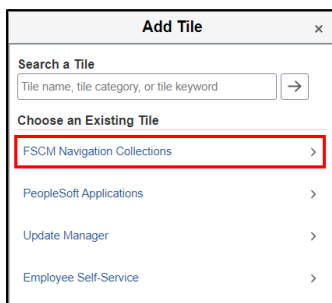 Add Tile ×
Search a Tile
Tile name, tile category, or tile keyword
Choose an Existing Tile
FSCM Navigation Collections
PeopleSoft Applications
Update Manager
Employee Self-Service